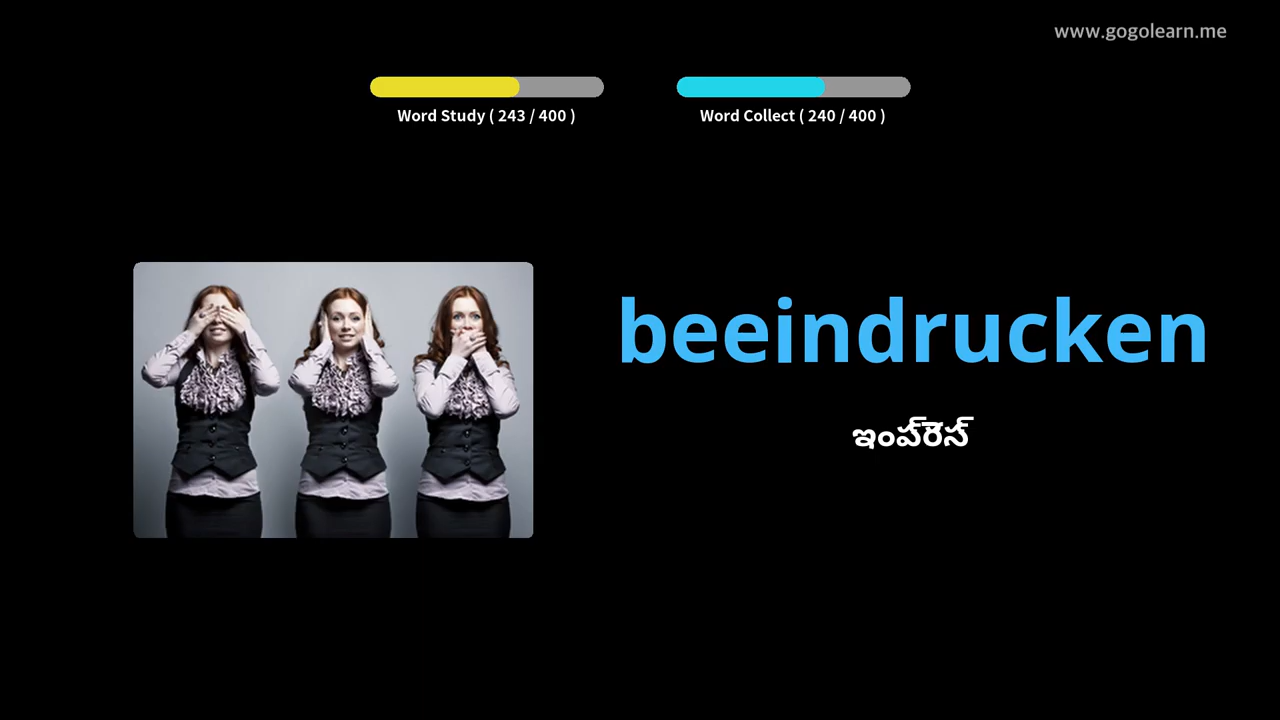 www.gogolearn.me
Word Study ( 243 / 400 )
Word Collect ( 240 / 400 )
beeindrucken
ఇంప్రెస్